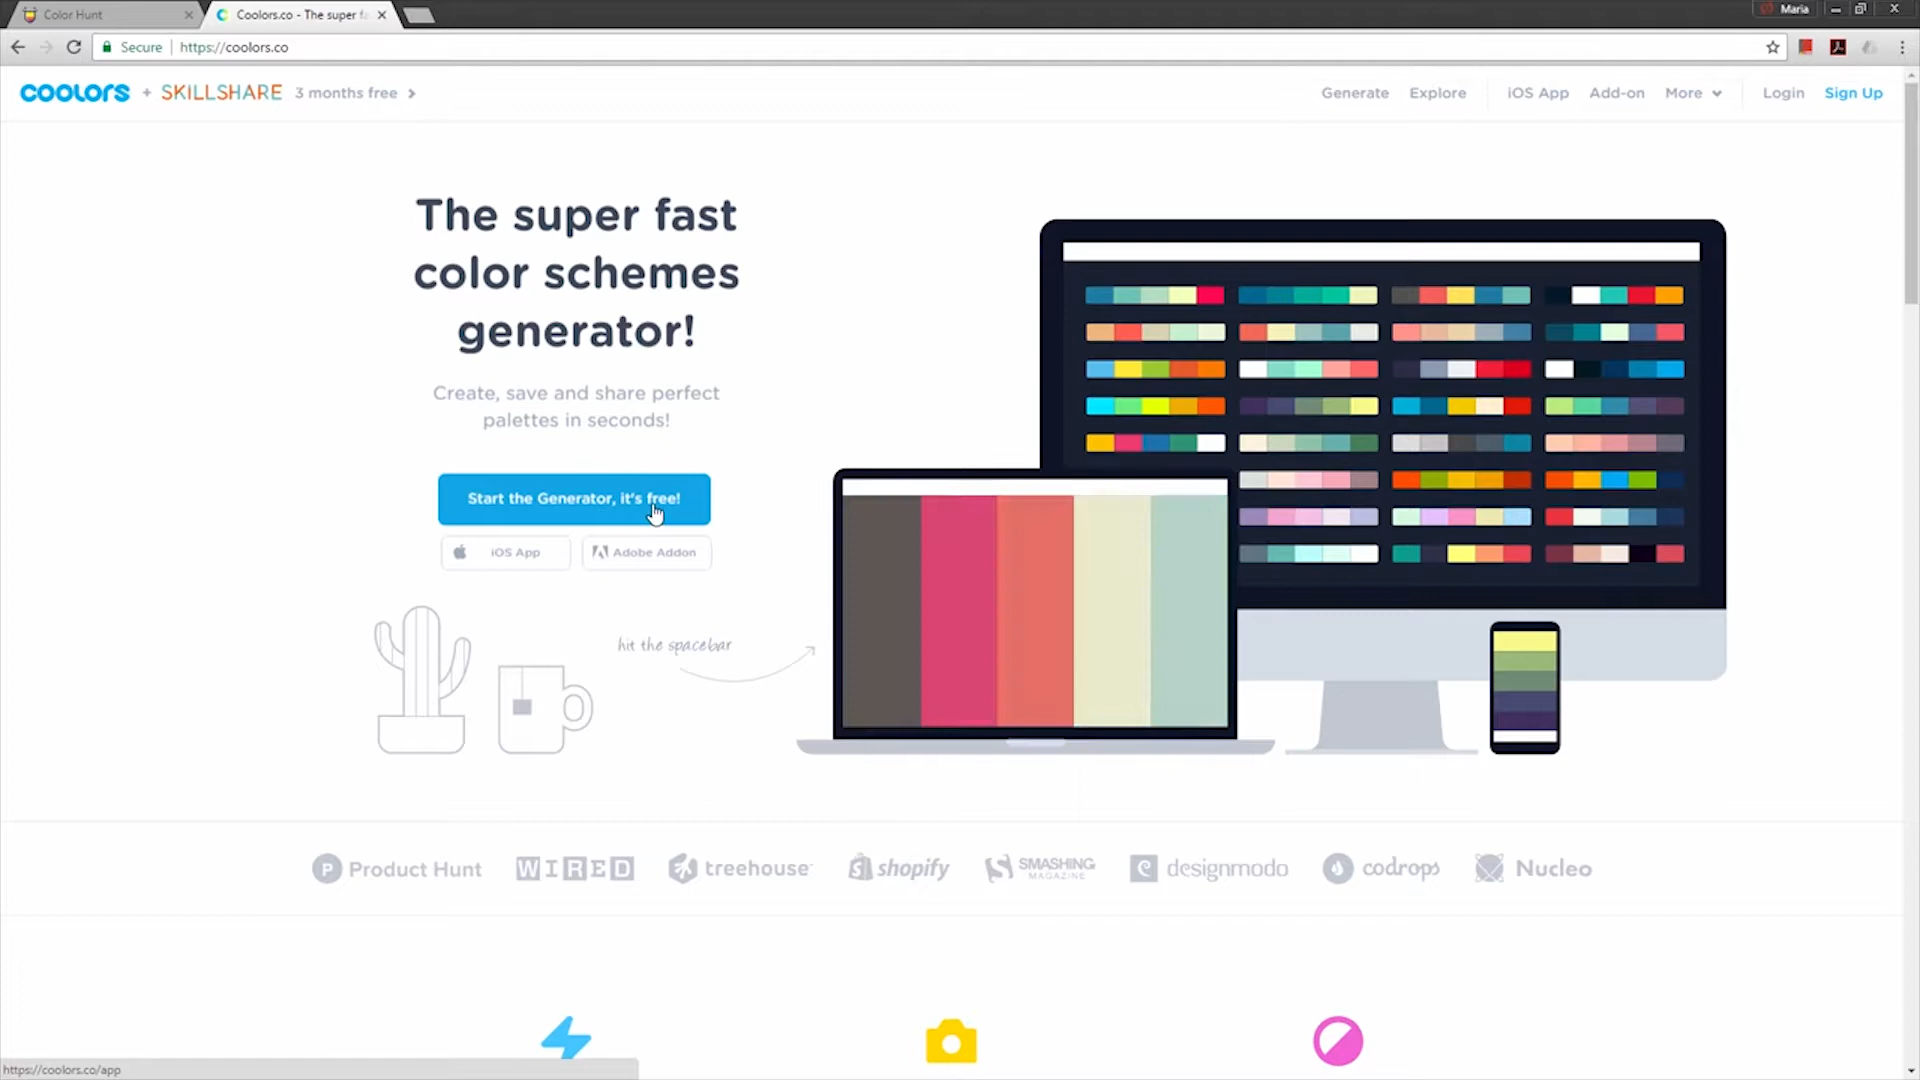 Color Hunt
Coolors.co - The super fa
Maria
Secure
https://coolors.co
coolors + SKILLSHARE 3 months free
Generate
Explore
iOS App
Add-on
More
Login
Sign Up
The super fast
color schemes
generator!
Create, save and share perfect
palettes in seconds!
Start the Generator, it's free!
iOS App
Adobe Addon
hit the spacebar
Product Hunt
WIRED
treehouse
shopify
SMASHING
MAGAZINE
designmodo
codrops
Nucleo
https://coolors.co/app